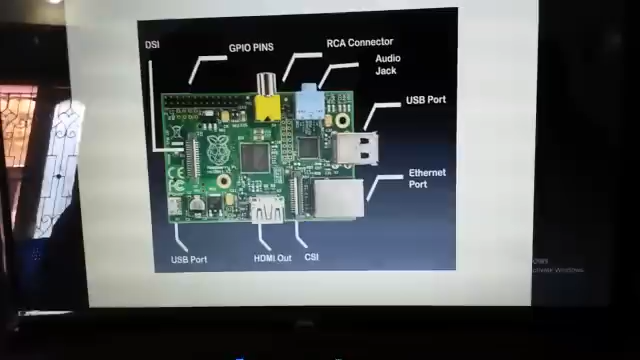 DSI
GPIO PINS
RCA Connector
Audio
Jack
USB Port
Ethernet
Port
USB Port
HDMI Out
CSI